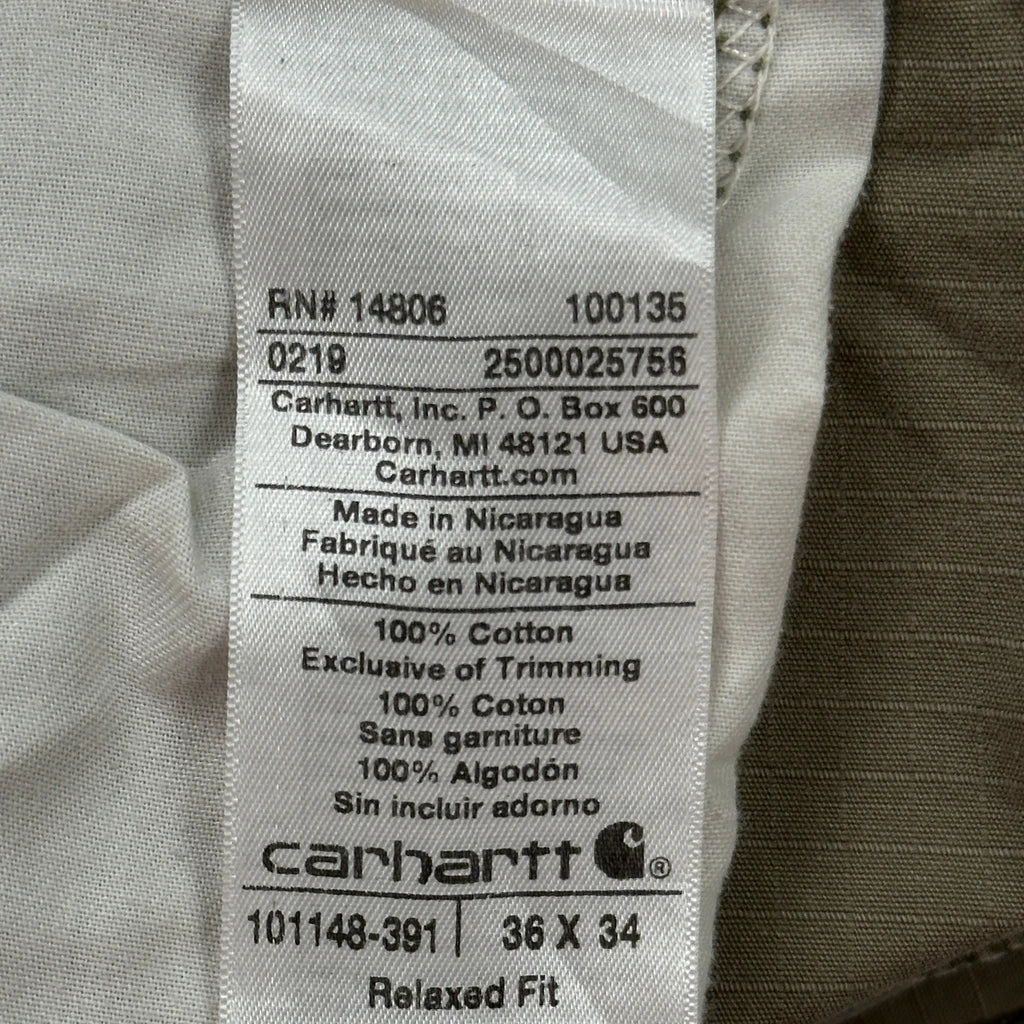 RN# 14806 100135
0219 2500025756
Carhartt, Inc. P. O. Box 600
Dearborn, MI 48121 USA
Carhartt.com
Made in Nicaragua
Fabriqué au Nicaragua
Hecho en Nicaragua
100% Cotton
Exclusive of Trimming
100% Coton
Sans garniture
100% Algodón
Sin incluir adorno
carhartt ®
101148-391 | 36 X 34
Relaxed Fit